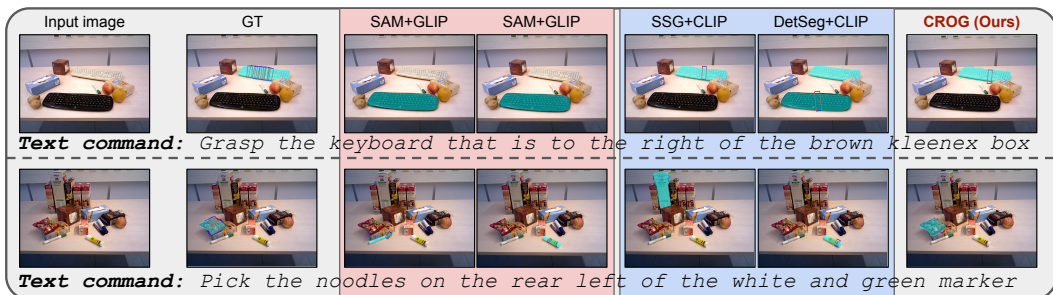 Input image GT SAM+GLIP SAM+GLIP SSG+CLIP DetSeg+CLIP CROG (Ours)
Text command: Grasp the keyboard that is to the right of the brown kleenex box
Text command: Pick the noodles on the rear left of the white and green marker